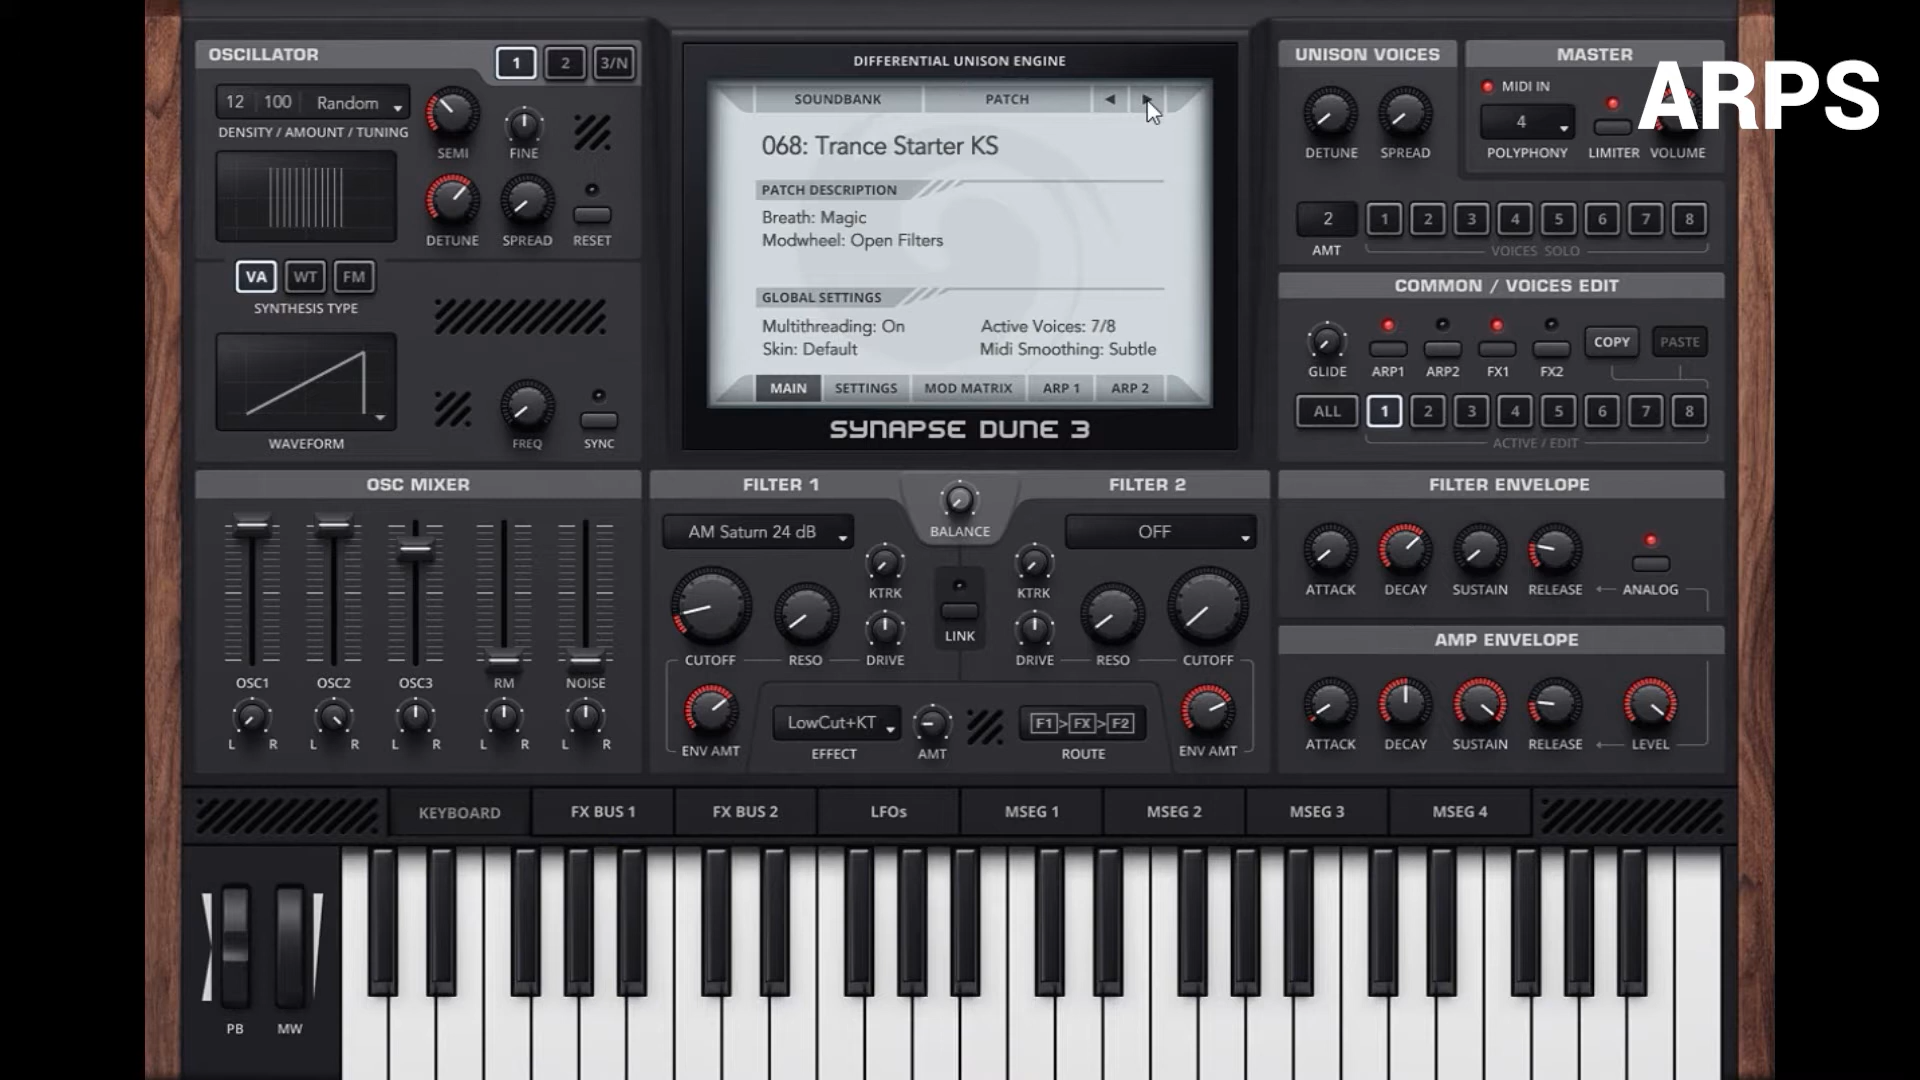 ARPS
OSCILLATOR
1 2 3/N
12 100 Random
DENSITY / AMOUNT / TUNING
SEMI FINE
DETUNE SPREAD RESET
VA WT FM
SYNTHESIS TYPE
WAVEFORM
FREQ SYNC
DIFFERENTIAL UNISON ENGINE
SOUNDBANK PATCH
068: Trance Starter KS
PATCH DESCRIPTION
Breath: Magic
Modwheel: Open Filters
GLOBAL SETTINGS
Multithreading: On Active Voices: 7/8
Skin: Default Midi Smoothing: Subtle
MAIN SETTINGS MOD MATRIX ARP 1 ARP 2
SYNAPSE DUNE 3
UNISON VOICES
DETUNE SPREAD
MASTER
MIDI IN
4
POLYPHONY LIMITER VOLUME
2 1 2 3 4 5 6 7 8
AMT VOICES SOLO
COMMON / VOICES EDIT
COPY PASTE
GLIDE ARP1 ARP2 FX1 FX2
ALL 1 2 3 4 5 6 7 8
ACTIVE / EDIT
OSC MIXER
OSC1 OSC2 OSC3 RM NOISE
L R L R L R L R L R
FILTER 1
AM Saturn 24 dB
KTRK
CUTOFF RESO DRIVE
ENV AMT
BALANCE
LINK
FILTER 2
OFF
KTRK
DRIVE RESO CUTOFF
ENV AMT
LowCut+KT
EFFECT AMT
F1>FX>F2
ROUTE
FILTER ENVELOPE
ATTACK DECAY SUSTAIN RELEASE ANALOG
AMP ENVELOPE
ATTACK DECAY SUSTAIN RELEASE LEVEL
KEYBOARD FX BUS 1 FX BUS 2 LFOs MSEG 1 MSEG 2 MSEG 3 MSEG 4
PB MW